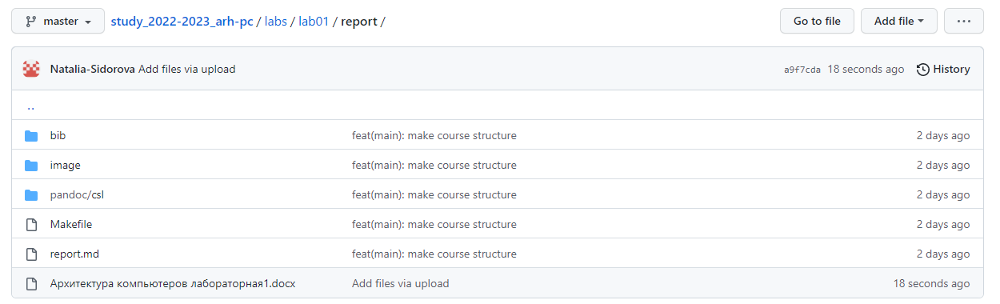 master study_2022-2023_arh-pc / labs / lab01 / report / Go to file Add file ...
Natalia-Sidorova Add files via upload a9f7cda 18 seconds ago History
..
bib feat(main): make course structure 2 days ago
image feat(main): make course structure 2 days ago
pandoc/csl feat(main): make course structure 2 days ago
Makefile feat(main): make course structure 2 days ago
report.md feat(main): make course structure 2 days ago
Архитектура компьютеров лабораторная1.docx Add files via upload 18 seconds ago